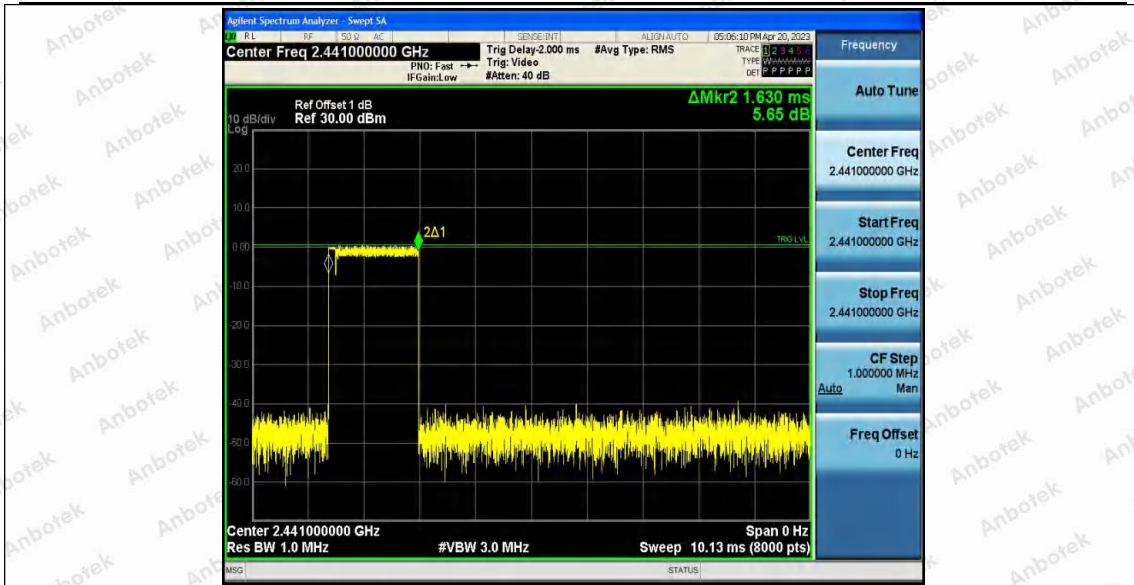 Agilent Spectrum Analyzer - Swept SA
RL RF 50 Ω AC SENSE:INT ALIGN AUTO 05:06:10 PM Apr 20, 2023
Center Freq 2.441000000 GHz
PNO: Fast
IFGain:Low
Trig Delay-2.000 ms
Trig: Video
#Atten: 40 dB
#Avg Type: RMS
TRACE 1 2 3 4 5 6
TYPE
DET P P P P P P
Frequency
Auto Tune
Center Freq
2.441000000 GHz
Start Freq
2.441000000 GHz
Stop Freq
2.441000000 GHz
CF Step
1.000000 MHz
Auto Man
Freq Offset
0 Hz
Ref Offset 1 dB
10 dB/div Ref 30.00 dBm
Log
ΔMkr2 1.630 ms
5.65 dB
20.0
10.0
0.00
-10.0
-20.0
-30.0
-40.0
-50.0
-60.0
2Δ1
TRIG LVL
Center 2.441000000 GHz Span 0 Hz
Res BW 1.0 MHz #VBW 3.0 MHz Sweep 10.13 ms (8000 pts)
MSG STATUS
Anbotek